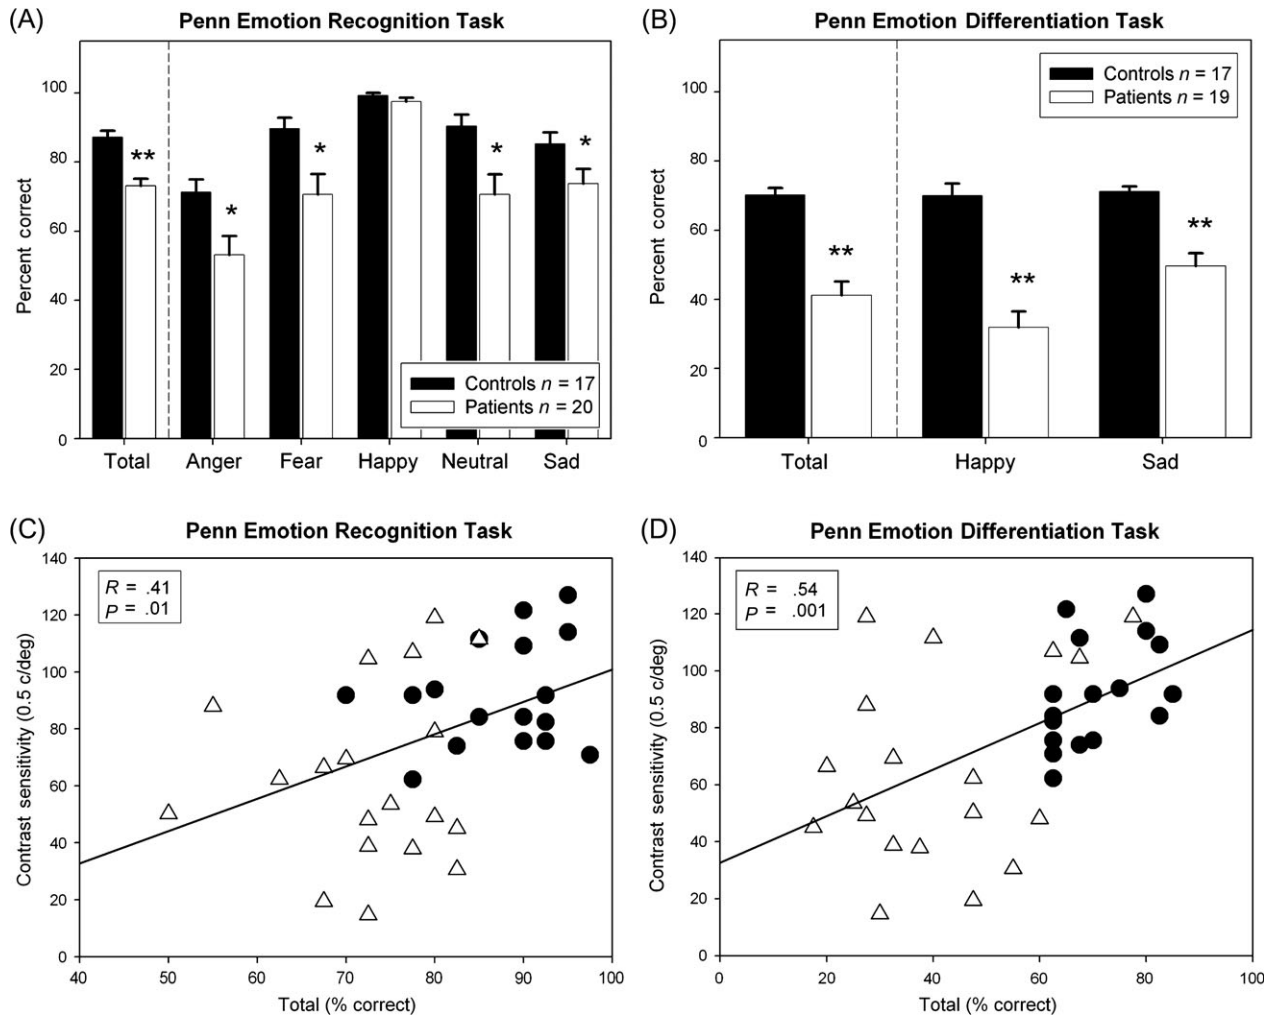 (A) Penn Emotion Recognition Task
Percent correct
100
80
60
40
20
0
** * * * *
Controls n = 17
Patients n = 20
Total Anger Fear Happy Neutral Sad
(B) Penn Emotion Differentiation Task
Percent correct
100
80
60
40
20
0
** ** **
Controls n = 17
Patients n = 19
Total Happy Sad
(C) Penn Emotion Recognition Task
Contrast sensitivity (0.5 c/deg)
140
120
100
80
60
40
20
0
R = .41
P = .01
40 50 60 70 80 90 100
Total (% correct)
(D) Penn Emotion Differentiation Task
Contrast sensitivity (0.5 c/deg)
140
120
100
80
60
40
20
0
R = .54
P = .001
0 20 40 60 80 100
Total (% correct)